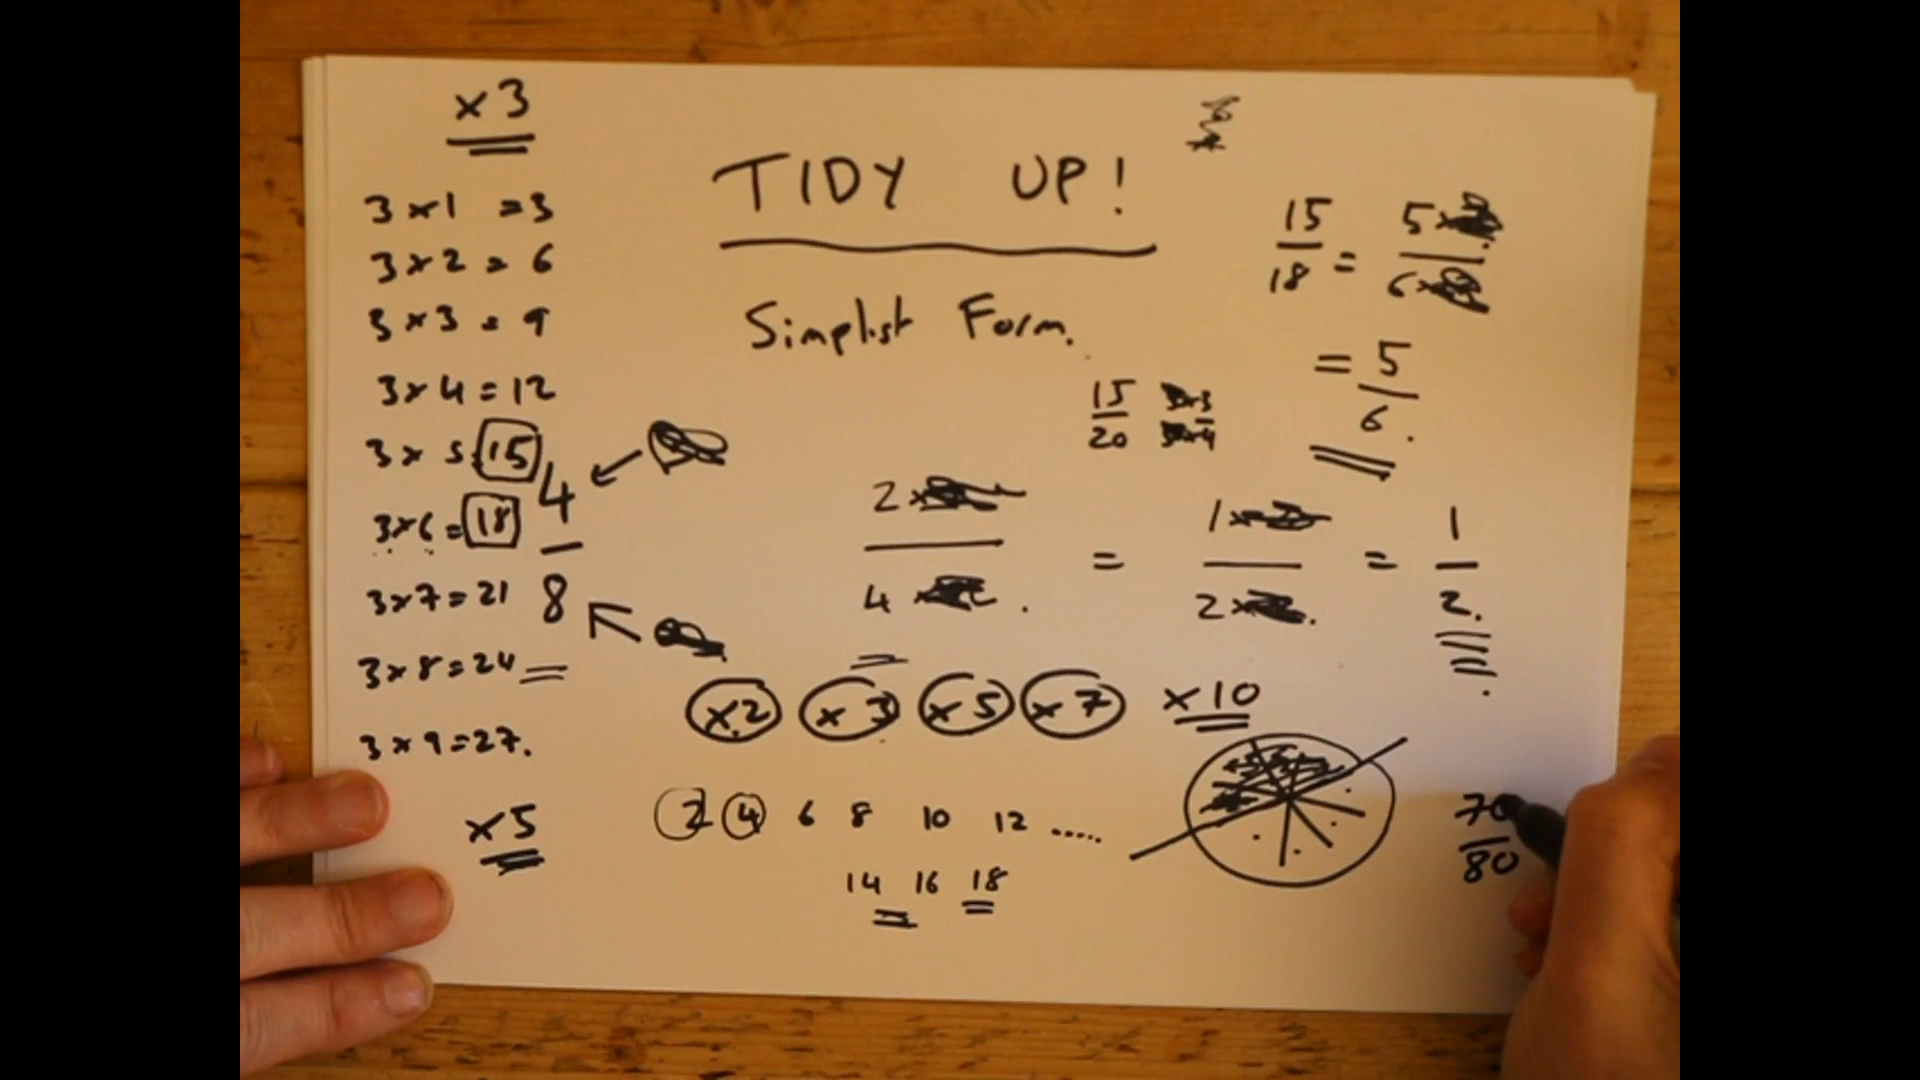 x 3
3 x 1 = 3
3 x 2 = 6
3 x 3 = 9
3 x 4 = 12
3 x 5 = 15
3 x 6 = 18
3 x 7 = 21
3 x 8 = 24
3 x 9 = 27.
x 5
4
8
TIDY UP!
Simplist Form.
15
18
=
5 x
6 x
= 5
6.
15
20
x 3
x 4
2 x
4
=
1 x
2 x
=
1
2.
x2 x 3 x 5 x 7 x 10
2 4 6 8 10 12 .....
14 16 18
70
80